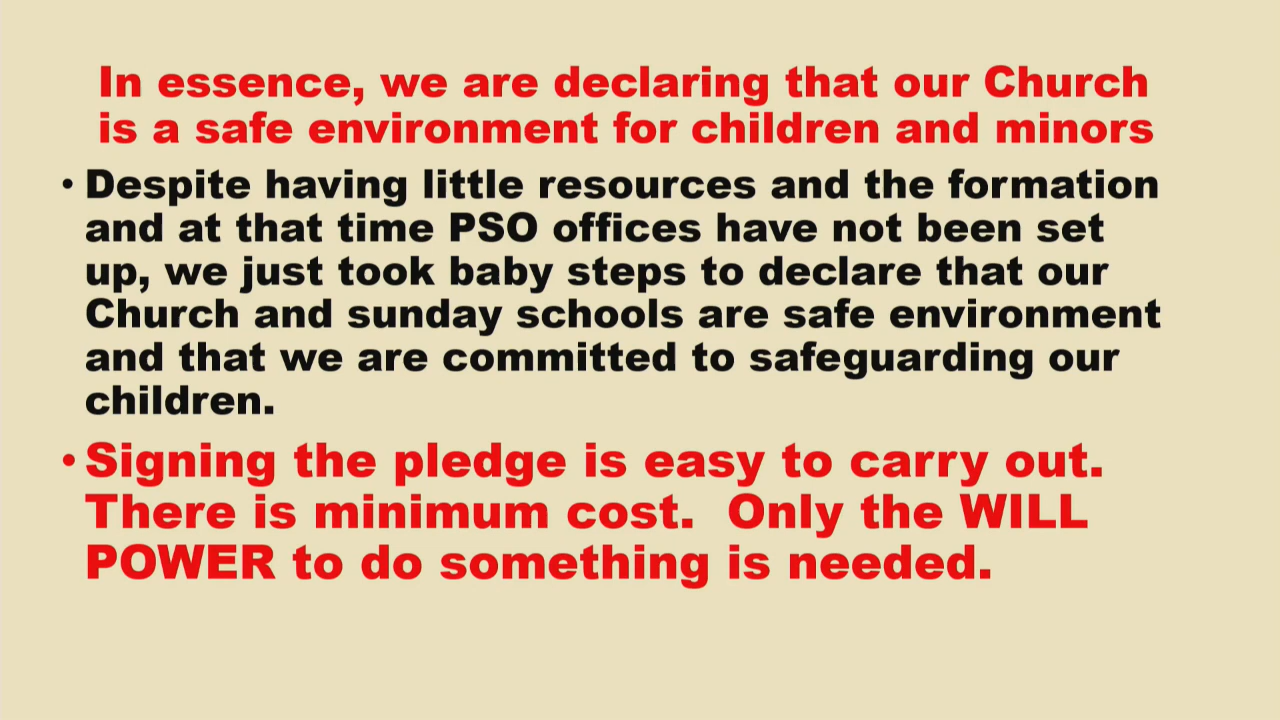 In essence, we are declaring that our Church
is a safe environment for children and minors
• Despite having little resources and the formation
and at that time PSO offices have not been set
up, we just took baby steps to declare that our
Church and sunday schools are safe environment
and that we are committed to safeguarding our
children.
• Signing the pledge is easy to carry out.
There is minimum cost.  Only the WILL
POWER to do something is needed.